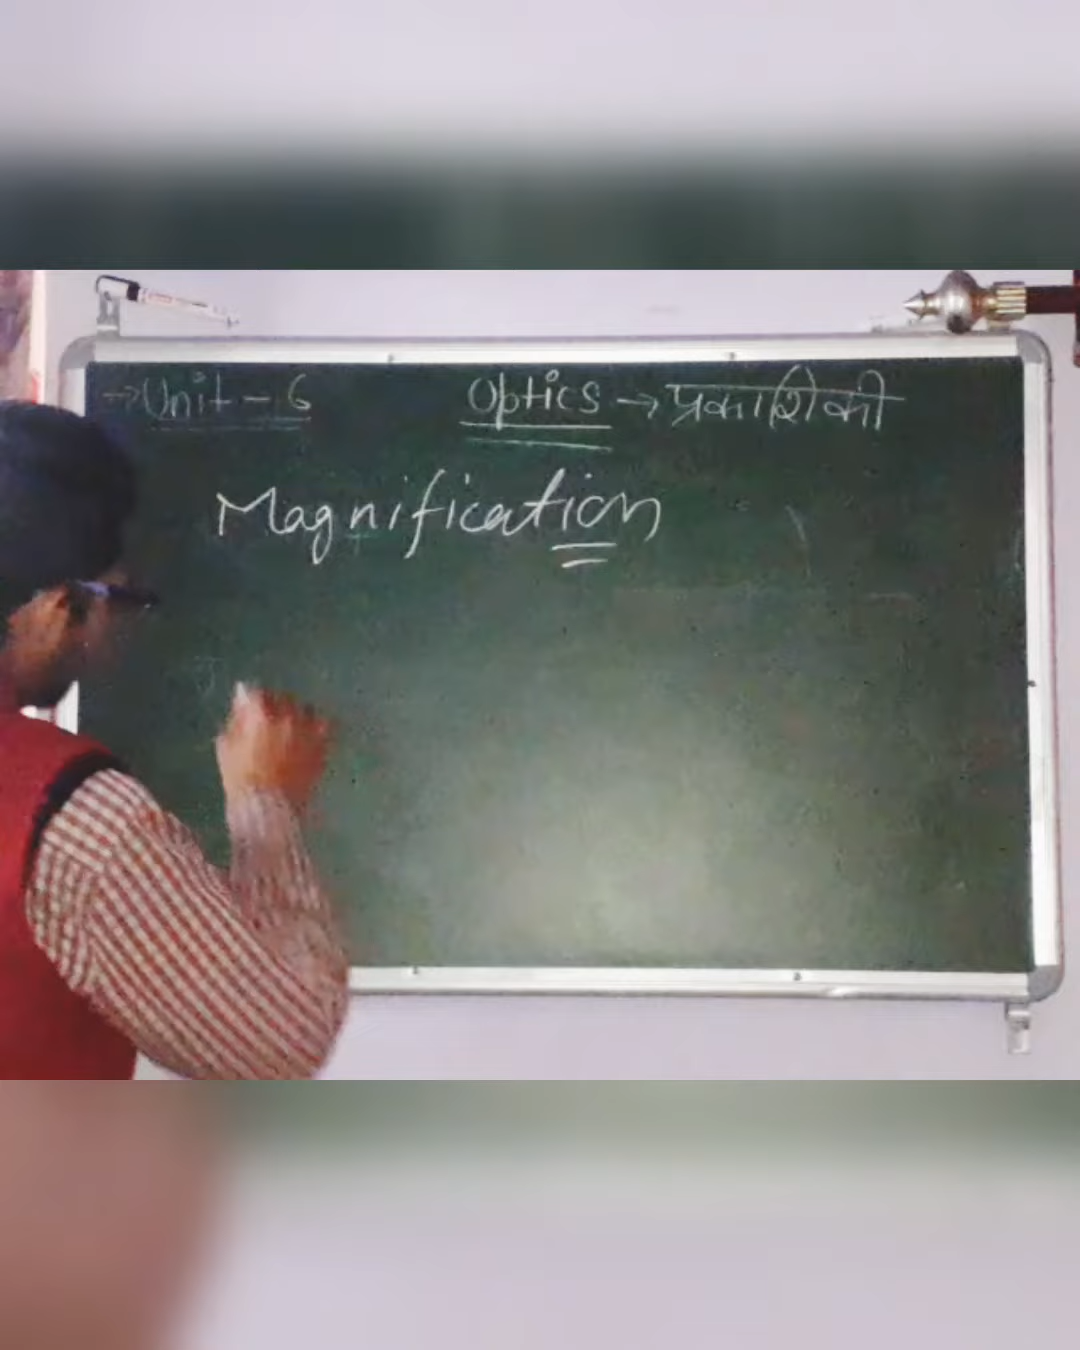 → Unit - 6 Optics → प्रकाशिकी
Magnification